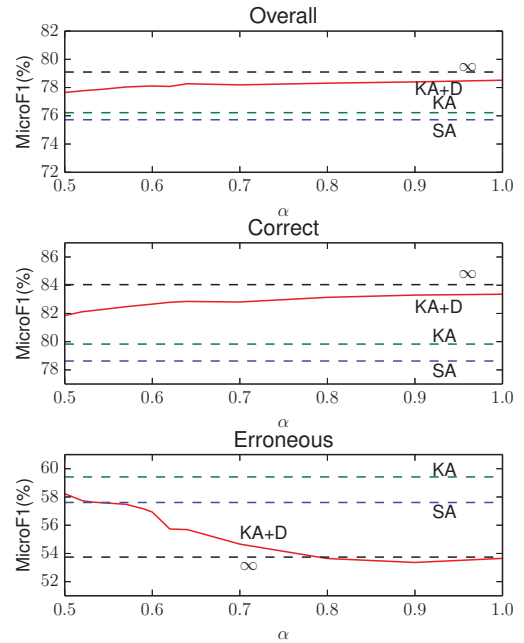 Overall
MicroF1(%)
82
80
78
76
74
72
∞
KA+D
KA
SA
0.5 0.6 0.7 0.8 0.9 1.0
α
Correct
MicroF1(%)
86
84
82
80
78
∞
KA+D
KA
SA
0.5 0.6 0.7 0.8 0.9 1.0
α
Erroneous
MicroF1(%)
60
58
56
54
52
KA
SA
KA+D
∞
0.5 0.6 0.7 0.8 0.9 1.0
α